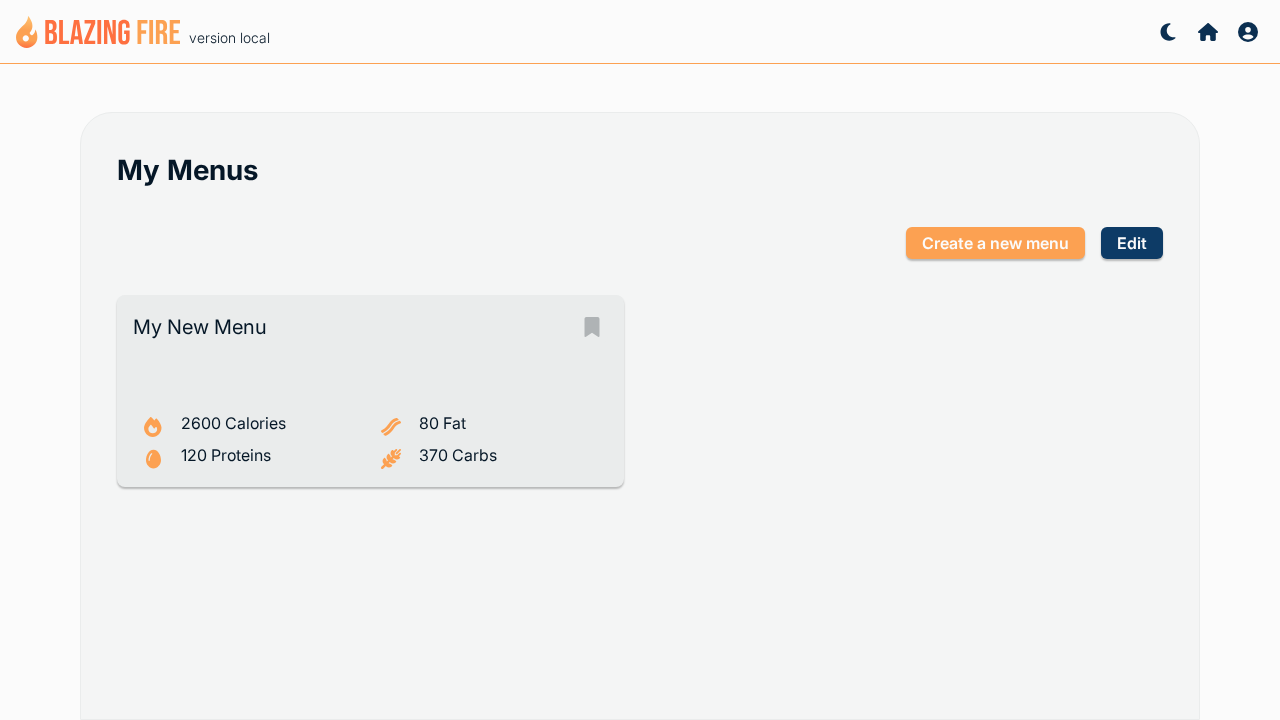 BLAZING FIRE version local
My Menus
Create a new menu Edit
My New Menu
2600 Calories 80 Fat
120 Proteins 370 Carbs